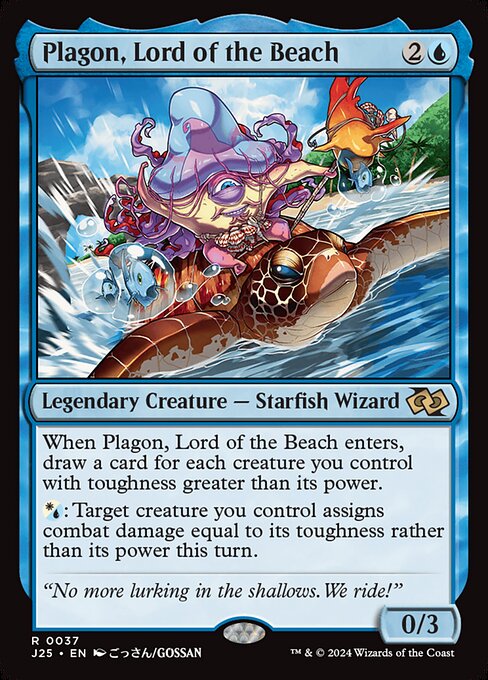 Plagon, Lord of the Beach 2
Legendary Creature — Starfish Wizard
When Plagon, Lord of the Beach enters,
draw a card for each creature you control
with toughness greater than its power.
: Target creature you control assigns
combat damage equal to its toughness rather
than its power this turn.
“No more lurking in the shallows. We ride!”
0/3
R 0037
J25 • EN ごっさん/GOSSAN
™ & © 2024 Wizards of the Coast